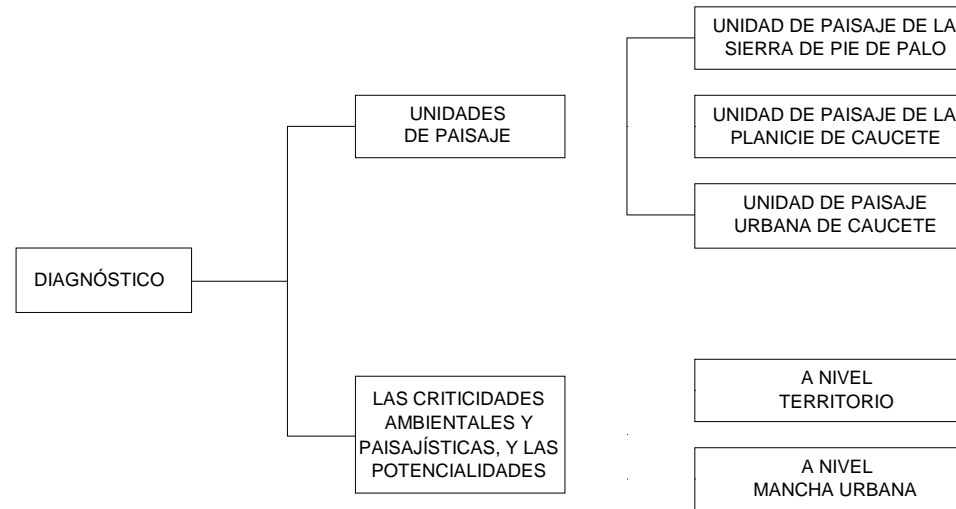 DIAGNÓSTICO
UNIDADES
DE PAISAJE
UNIDAD DE PAISAJE DE LA
SIERRA DE PIE DE PALO
UNIDAD DE PAISAJE DE LA
PLANICIE DE CAUCETE
UNIDAD DE PAISAJE
URBANA DE CAUCETE
LAS CRITICIDADES
AMBIENTALES Y
PAISAJÍSTICAS, Y LAS
POTENCIALIDADES
A NIVEL
TERRITORIO
A NIVEL
MANCHA URBANA